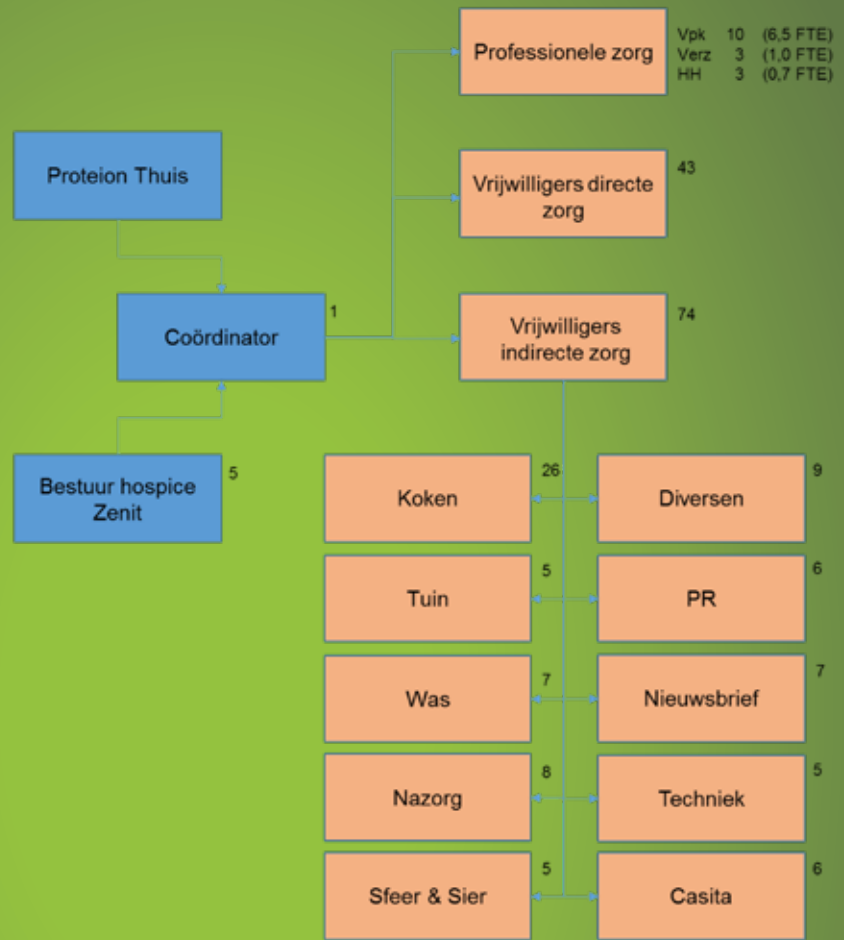 Professionele zorg
Vpk 10 (6,5 FTE)
Verz 3 (1,0 FTE)
HH 3 (0,7 FTE)
Proteion Thuis
Vrijwilligers directe
zorg
43
Coördinator
1
Vrijwilligers
indirecte zorg
74
Bestuur hospice
Zenit
5
Koken
26
Diversen
9
Tuin
5
PR
6
Was
7
Nieuwsbrief
7
Nazorg
8
Techniek
5
Sfeer & Sier
5
Casita
6